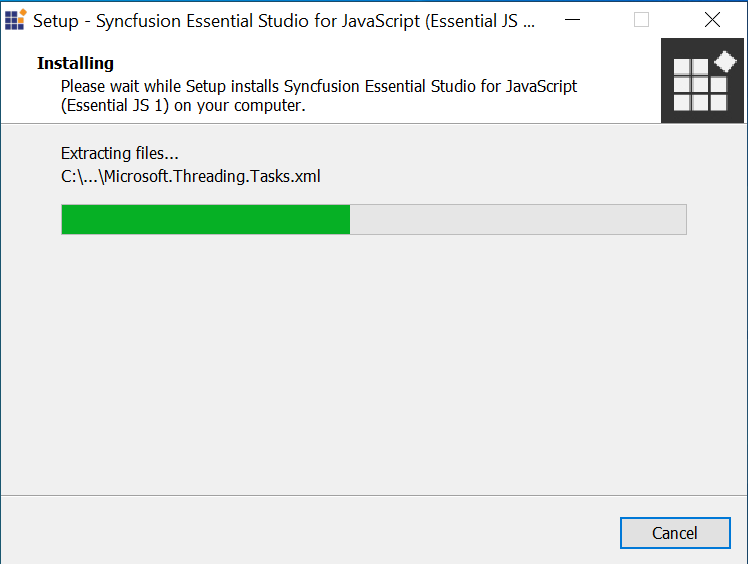 Setup - Syncfusion Essential Studio for JavaScript (Essential JS ...
Installing
Please wait while Setup installs Syncfusion Essential Studio for JavaScript
(Essential JS 1) on your computer.
Extracting files...
C:\...\Microsoft.Threading.Tasks.xml
Cancel